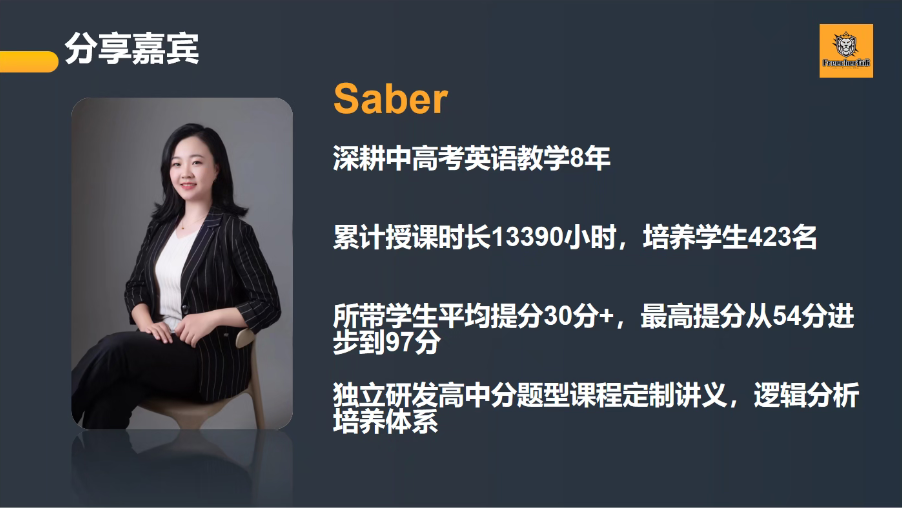 分享嘉宾
Saber
深耕中高考英语教学8年
累计授课时长13390小时，培养学生423名
所带学生平均提分30分+，最高提分从54分进
步到97分
独立研发高中分题型课程定制讲义，逻辑分析
培养体系